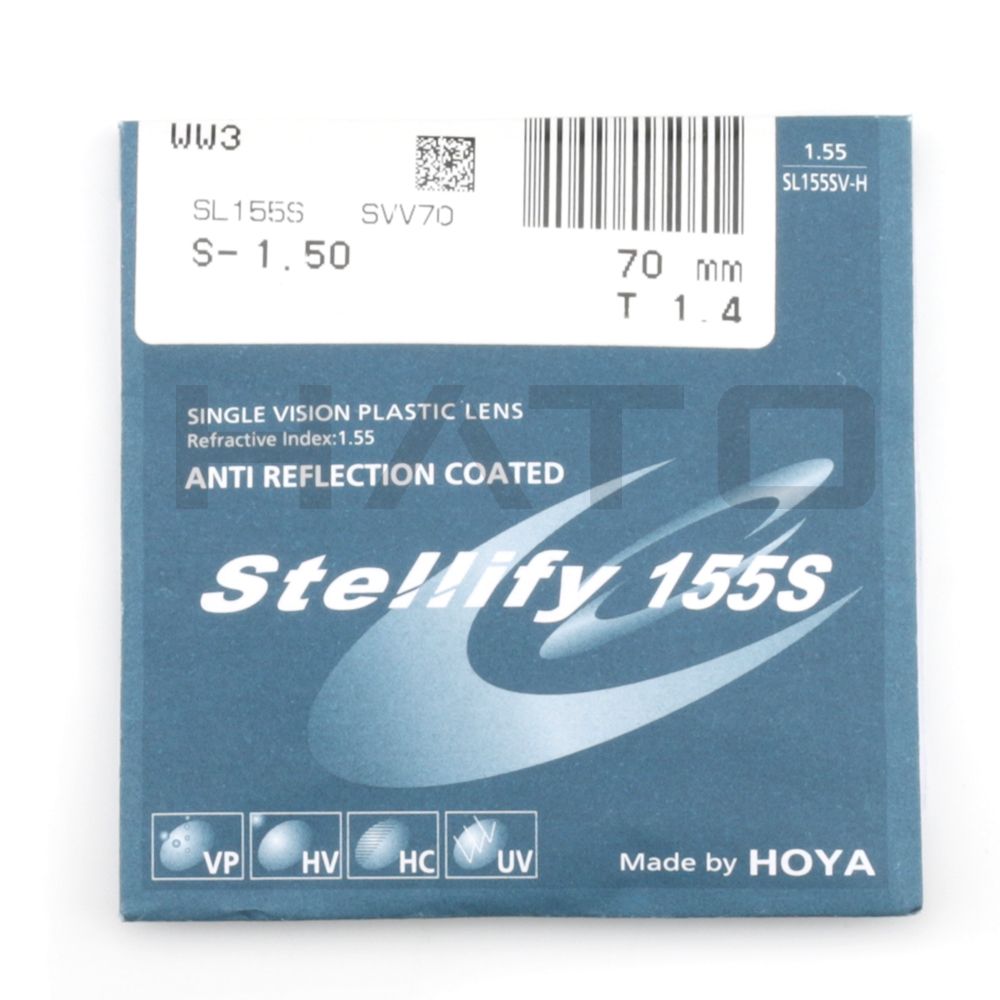 WW3
SL155S SVV70
S- 1.50
70 mm
T 1.4
1.55
SL155SV-H
HATO
SINGLE VISION PLASTIC LENS
Refractive Index:1.55
ANTI REFLECTION COATED
Stellify 155S
VP HV HC UV
Made by HOYA